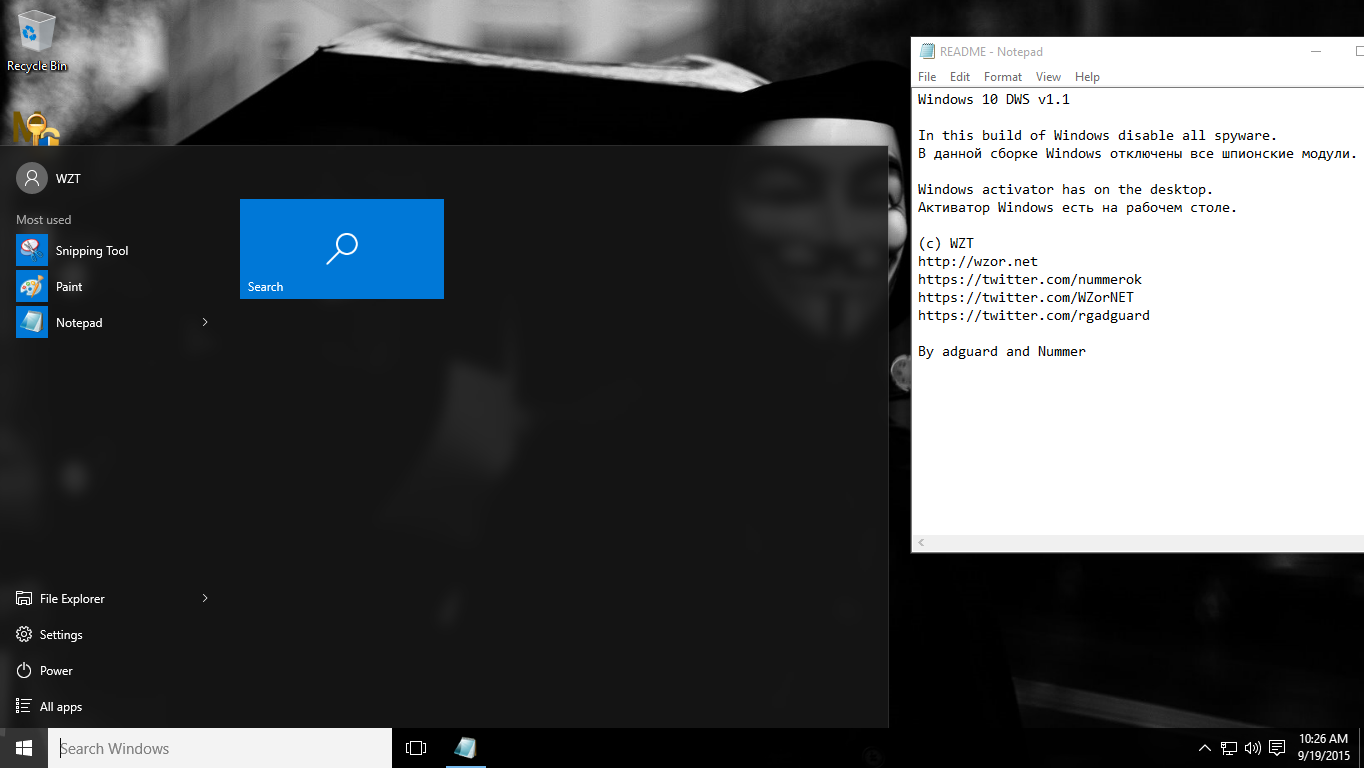 Recycle Bin
WZT
Most used
Snipping Tool
Paint
Notepad
Search
File Explorer
Settings
Power
All apps
Search Windows
README - Notepad
File Edit Format View Help
Windows 10 DWS v1.1
In this build of Windows disable all spyware.
В данной сборке Windows отключены все шпионские модули.
Windows activator has on the desktop.
Активатор Windows есть на рабочем столе.
(c) WZT
http://wzor.net
https://twitter.com/nummerok
https://twitter.com/WZorNET
https://twitter.com/rgadguard
By adguard and Nummer
10:26 AM
9/19/2015